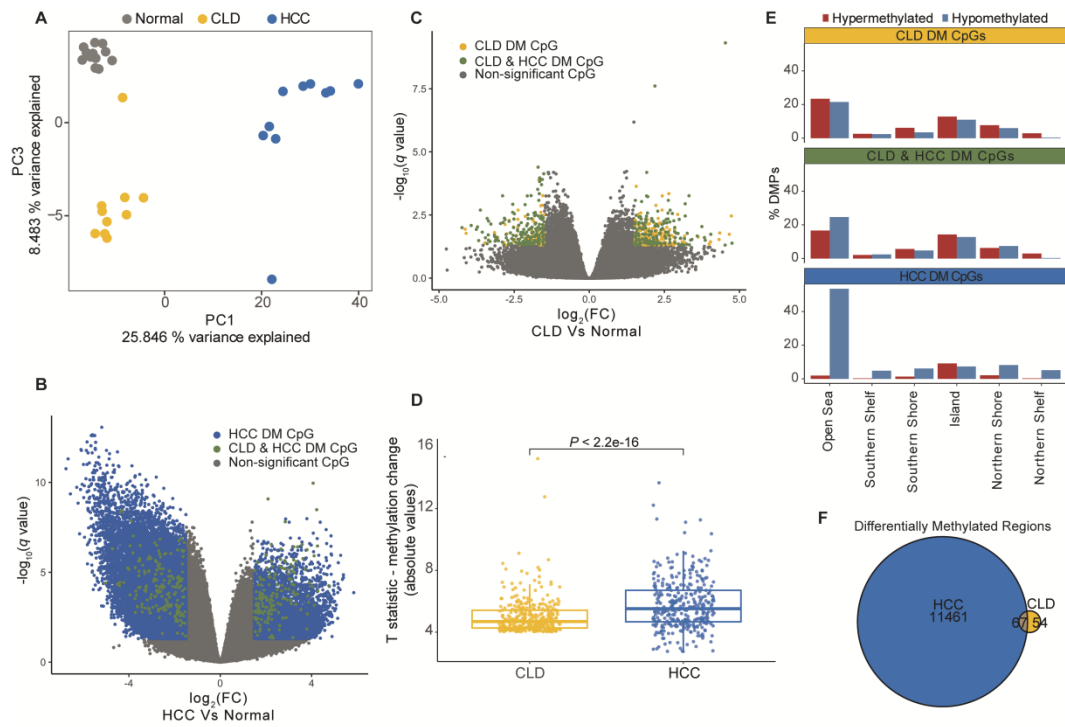 A
Normal CLD HCC
0
−5
PC3
8.483 % variance explained
0 20 40
PC1
25.846 % variance explained
B
HCC DM CpG
CLD & HCC DM CpG
Non-significant CpG
10
5
0
-log10(q value)
-4 0 4
log2(FC)
HCC Vs Normal
C
CLD DM CpG
CLD & HCC DM CpG
Non-significant CpG
7.5
5.0
2.5
0.0
-log10(q value)
-5.0 -2.5 0.0 2.5 5.0
log2(FC)
CLD Vs Normal
D
P < 2.2e-16
16
12
8
4
T statistic - methylation change
(absolute values)
CLD HCC
E
Hypermethylated Hypomethylated
CLD DM CpGs
40
20
0
CLD & HCC DM CpGs
40
20
0
HCC DM CpGs
40
20
0
% DMPs
Open Sea
Southern Shelf
Southern Shore
Island
Northern Shore
Northern Shelf
F
Differentially Methylated Regions
HCC
11461
CLD
67 54